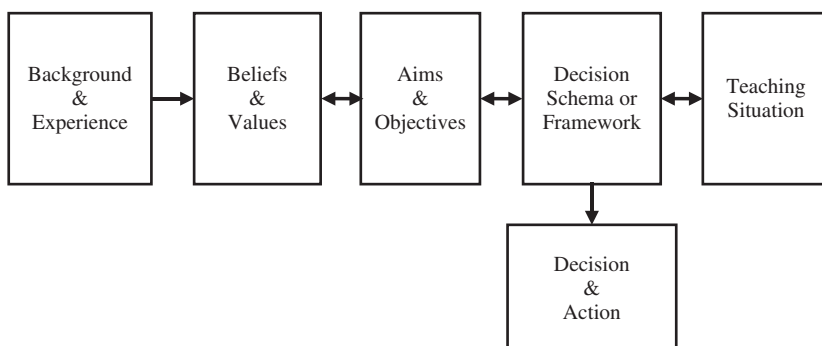 Background
&
Experience
Beliefs
&
Values
Aims
&
Objectives
Decision
Schema or
Framework
Teaching
Situation
Decision
&
Action